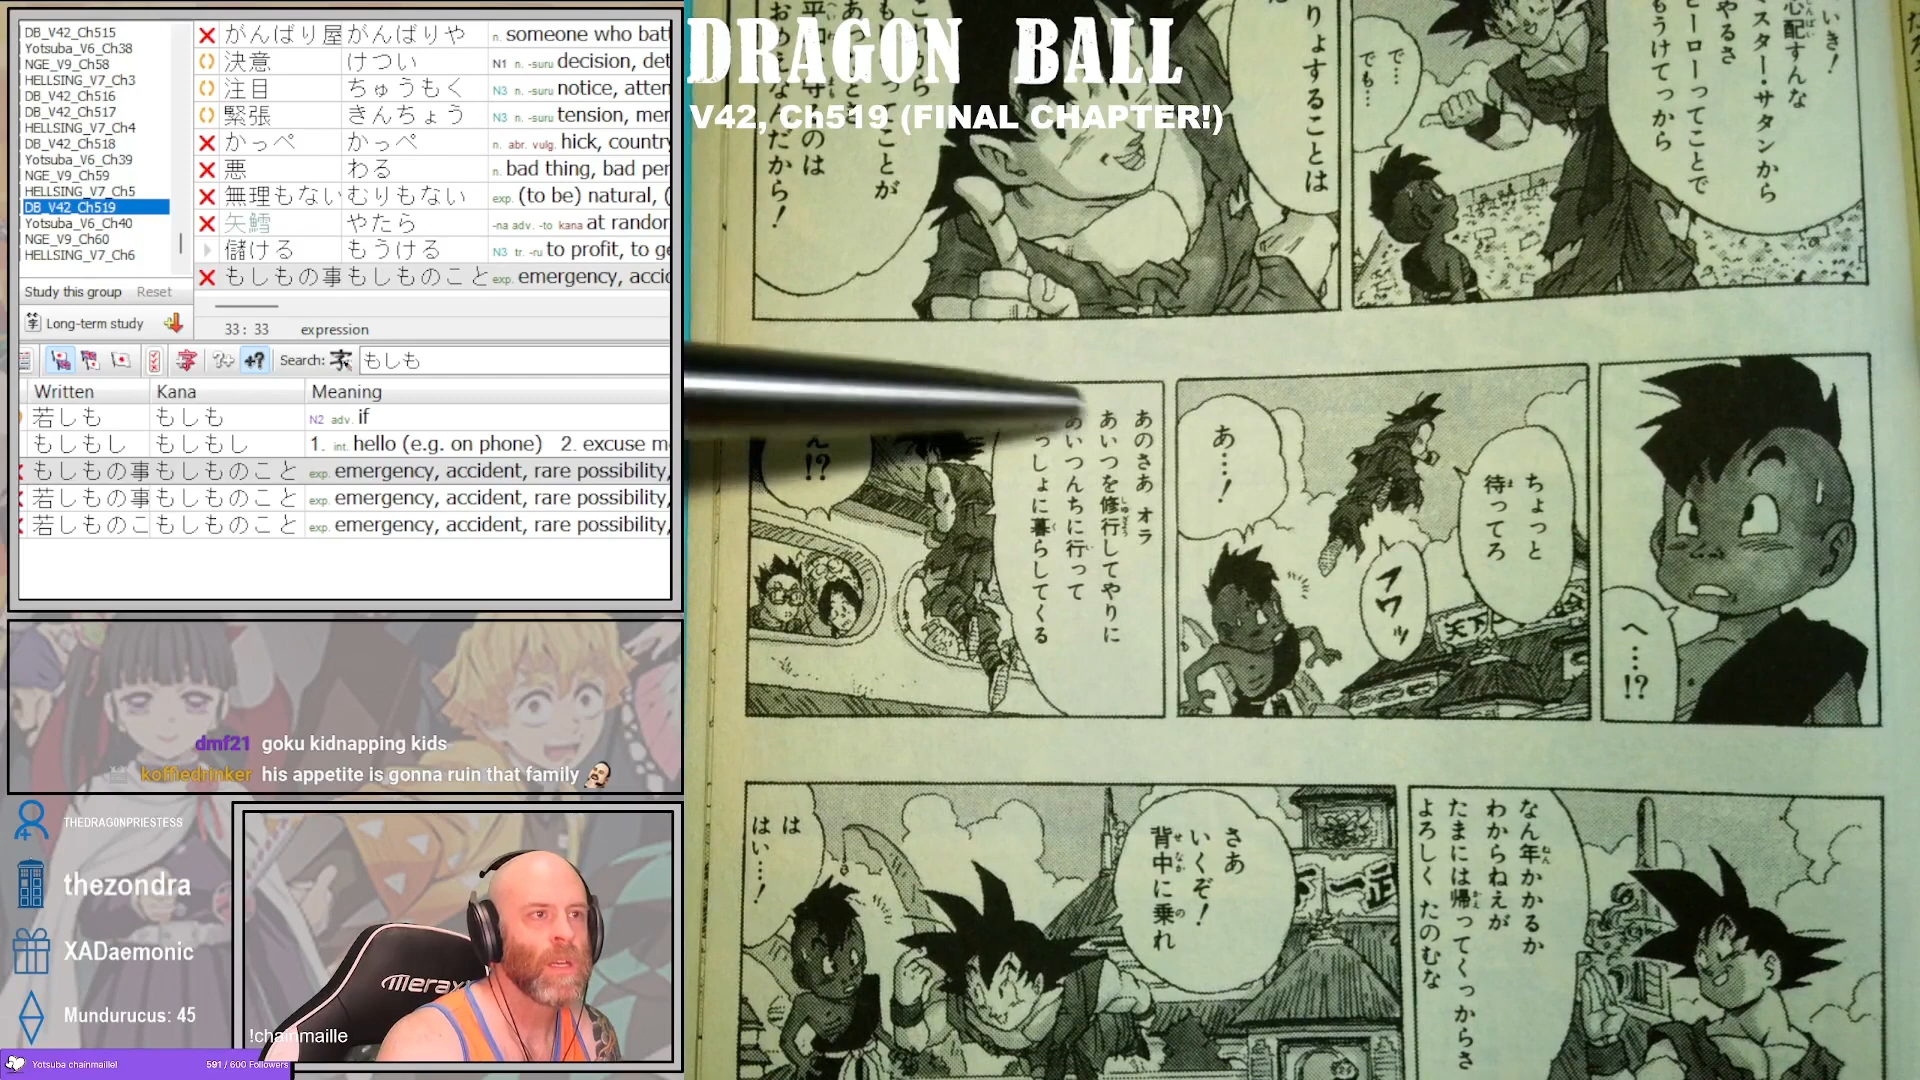 DB_V42_Ch515
Yotsuba_V6_Ch38
NGE_V9_Ch58
HELLSING_V7_Ch3
DB_V42_Ch516
DB_V42_Ch517
HELLSING_V7_Ch4
DB_V42_Ch518
Yotsuba_V6_Ch39
NGE_V9_Ch59
HELLSING_V7_Ch5
DB_V42_Ch519
Yotsuba_V6_Ch40
NGE_V9_Ch60
HELLSING_V7_Ch6
Study this group Reset
Long-term study
がんばり屋 がんばりや n. someone who batt
決意 けつい N1 n. -suru decision, det
注目 ちゅうもく N3 n. -suru notice, atten
緊張 きんちょう N3 n. -suru tension, mer
かっぺ かっぺ n. abr. vulg. hick, country
悪 わる n. bad thing, bad per
無理もない むりもない exp. (to be) natural, (
矢鱈 やたら -na adv. -to kana at randor
儲ける もうける N3 tr. -ru to profit, to ge
もしもの事 もしものこと exp. emergency, accid
33: 33 expression
Search: もしも
Written Kana Meaning
若しも もしも N2 adv. if
もしもし もしもし 1. int. hello (e.g. on phone) 2. excuse m
もしもの事 もしものこと exp. emergency, accident, rare possibility,
若しもの事 もしものこと exp. emergency, accident, rare possibility,
若しものこ もしものこと exp. emergency, accident, rare possibility,
dmf21 goku kidnapping kids
koffiedrinker his appetite is gonna ruin that family
THEDRAG0NPRIESTESS
thezondra
XADaemonic
Mundurucus: 45
Yotsuba chainmaille!
591 / 600 Followers
!chainmaille
DRAGON BALL
V42, Ch519 (FINAL CHAPTER!)
いき!
心配すんな
ミスター・サタンから
ヒーローってことで
もうけてっから
で…
でも…
りょすることは
ことが
のは
だから!
へ…!?
ちょっと
待ってろ
フワッ
あ…!
天下
あのさあ オラ
あいつを修行してやりに
あいつんちに行って
いっしょに暮らしてくる
ん!?
なん年かかるか
わからねえが
たまには帰ってくっからさ
よろしく たのむな
さあ
いくぞ!
背中に乗れ
は
はい…!